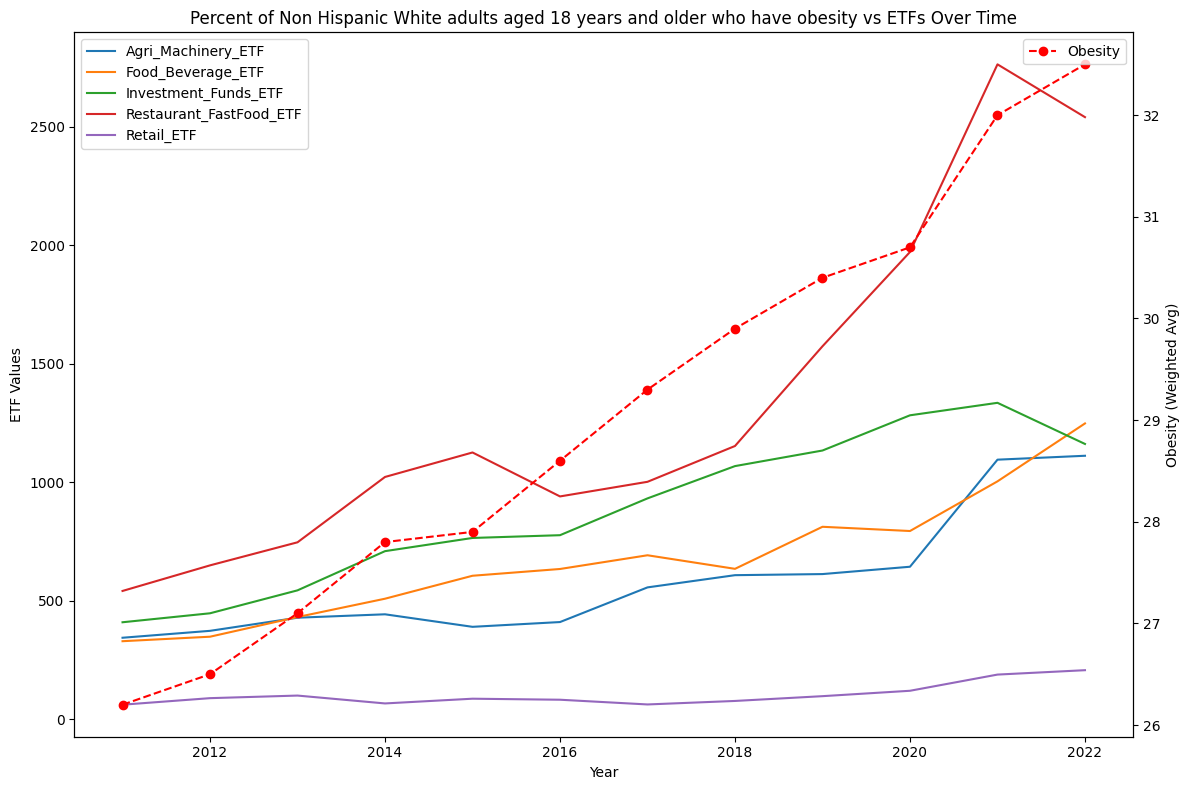 Percent of Non Hispanic White adults aged 18 years and older who have obesity vs ETFs Over Time
Agri_Machinery_ETF
Food_Beverage_ETF
Investment_Funds_ETF
Restaurant_FastFood_ETF
Retail_ETF
Obesity
ETF Values
2500
2000
1500
1000
500
0
32
31
30
29
28
27
26
Obesity (Weighted Avg)
2012
2014
2016
2018
2020
2022
Year